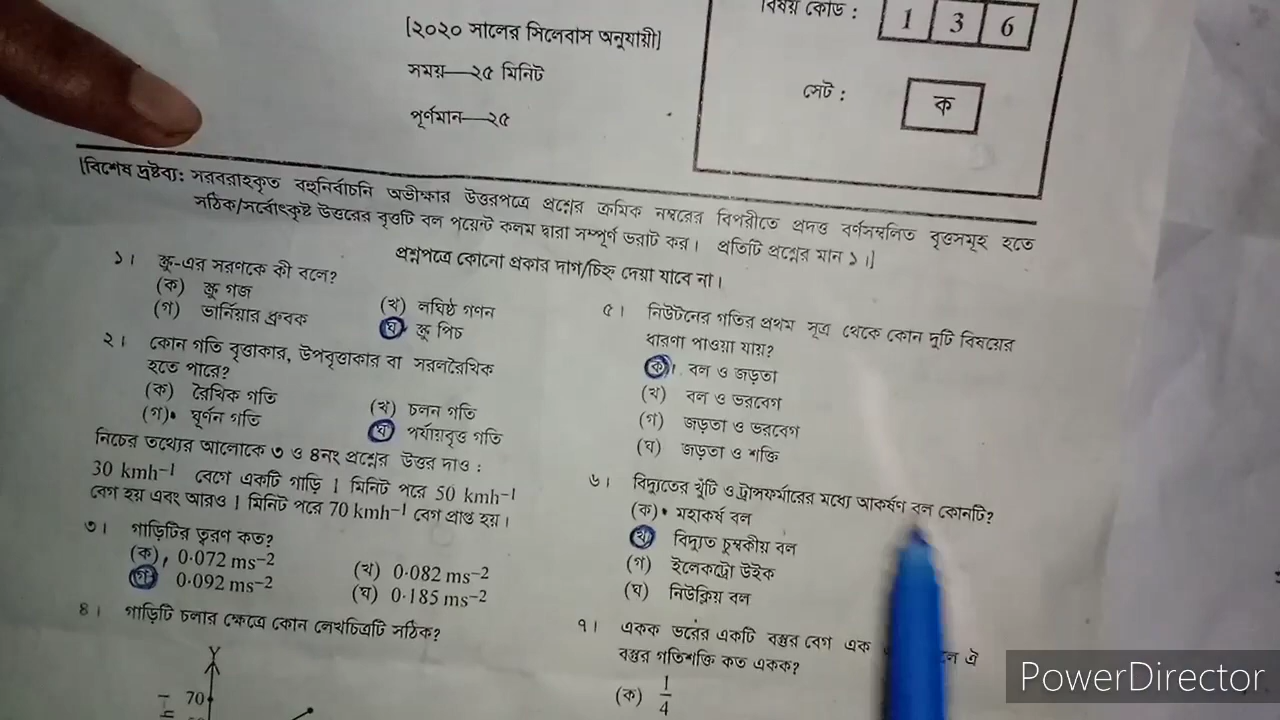 বিষয় কোড : 1 3 6
[২০২০ সালের সিলেবাস অনুযায়ী]
সময়—২৫ মিনিট
সেট : ক
পূর্ণমান—২৫
[বিশেষ দ্রষ্টব্য: সরবরাহকৃত বহুনির্বাচনি অভীক্ষার উত্তরপত্রে প্রশ্নের ক্রমিক নম্বরের বিপরীতে প্রদত্ত বর্ণসম্বলিত বৃত্তসমূহ হতে
সঠিক/সর্বোৎকৃষ্ট উত্তরের বৃত্তটি বল পয়েন্ট কলম দ্বারা সম্পূর্ণ ভরাট কর। প্রতিটি প্রশ্নের মান ১।]
প্রশ্নপত্রে কোনো প্রকার দাগ/চিহ্ন দেয়া যাবে না।
১। স্ক্রু-এর সরণকে কী বলে?
(ক) স্ক্রু গজ
(খ) লঘিষ্ঠ গণন
(গ) ভার্নিয়ার ধ্রুবক
(ঘ) স্ক্রু পিচ
২। কোন গতি বৃত্তাকার, উপবৃত্তাকার বা সরলরৈখিক
হতে পারে?
(ক) রৈখিক গতি
(খ) চলন গতি
(গ) ঘূর্ণন গতি
(ঘ) পর্যায়বৃত্ত গতি
নিচের তথ্যের আলোকে ৩ ও ৪নং প্রশ্নের উত্তর দাও :
30 kmh⁻¹ বেগে একটি গাড়ি 1 মিনিট পরে 50 kmh⁻¹
বেগ হয় এবং আরও 1 মিনিট পরে 70 kmh⁻¹ বেগ প্রাপ্ত হয়।
৩। গাড়িটির ত্বরণ কত?
(ক) 0·072 ms⁻²
(খ) 0·082 ms⁻²
(গ) 0·092 ms⁻²
(ঘ) 0·185 ms⁻²
৪। গাড়িটি চলার ক্ষেত্রে কোন লেখচিত্রটি সঠিক?
Y
70
৫। নিউটনের গতির প্রথম সূত্র থেকে কোন দুটি বিষয়ের
ধারণা পাওয়া যায়?
(ক) বল ও জড়তা
(খ) বল ও ভরবেগ
(গ) জড়তা ও ভরবেগ
(ঘ) জড়তা ও শক্তি
৬। বিদ্যুতের খুঁটি ও ট্রান্সফর্মারের মধ্যে আকর্ষণ বল কোনটি?
(ক) মহাকর্ষ বল
(খ) বিদ্যুত চুম্বকীয় বল
(গ) ইলেকট্রো উইক
(ঘ) নিউক্লিয় বল
৭। একক ভরের একটি বস্তুর বেগ এক ঐ
বস্তুর গতিশক্তি কত একক?
(ক) 1/4
PowerDirector